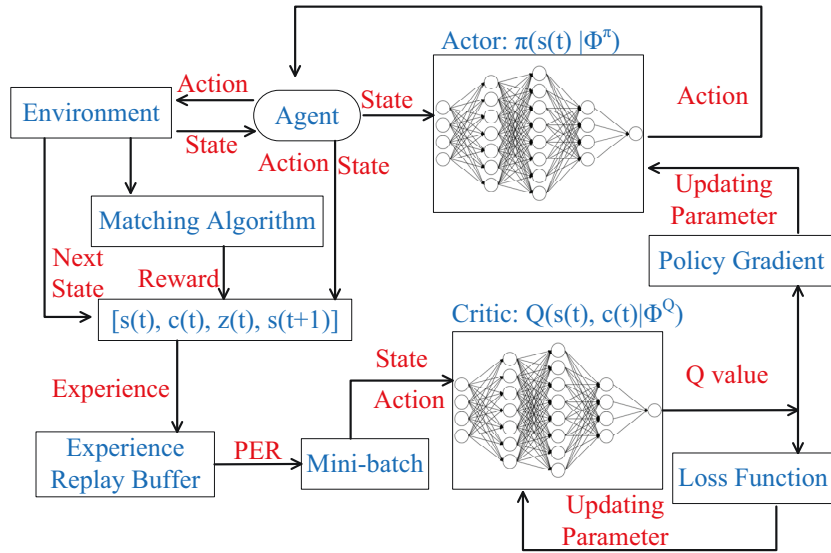 Actor: π(s(t) |Φ^π)
Action
Environment
State
Agent
State
Action
Action
State
Matching Algorithm
Next
State
Reward
[s(t), c(t), z(t), s(t+1)]
Updating
Parameter
Policy Gradient
Critic: Q(s(t), c(t)|Φ^Q)
Experience
State
Action
Q value
Experience
Replay Buffer
PER
Mini-batch
Loss Function
Updating
Parameter